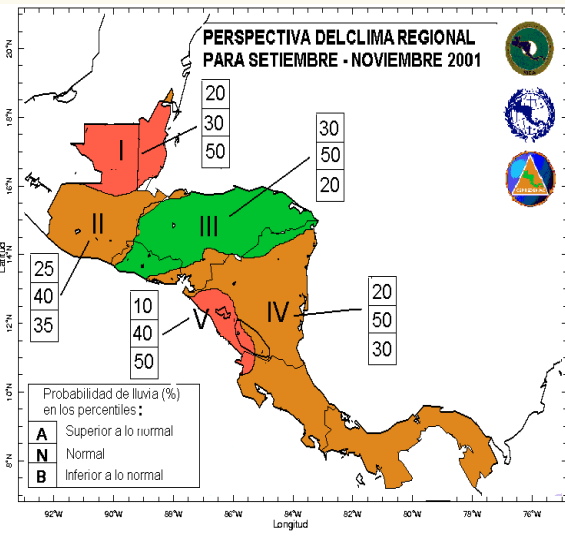 PERSPECTIVA DEL CLIMA REGIONAL
PARA SETIEMBRE - NOVIEMBRE 2001
20°N
18°N
16°N
14°N
12°N
10°N
8°N
Latitud
I
20
30
50
II
25
40
35
III
30
50
20
IV
20
50
30
V
10
40
50
Probabilidad de lluvia (%)
en los percentiles :
A Superior a lo normal
N Normal
B Inferior a lo normal
92°W 90°W 88°W 86°W 84°W 82°W 80°W 78°W 76°W
Longitud